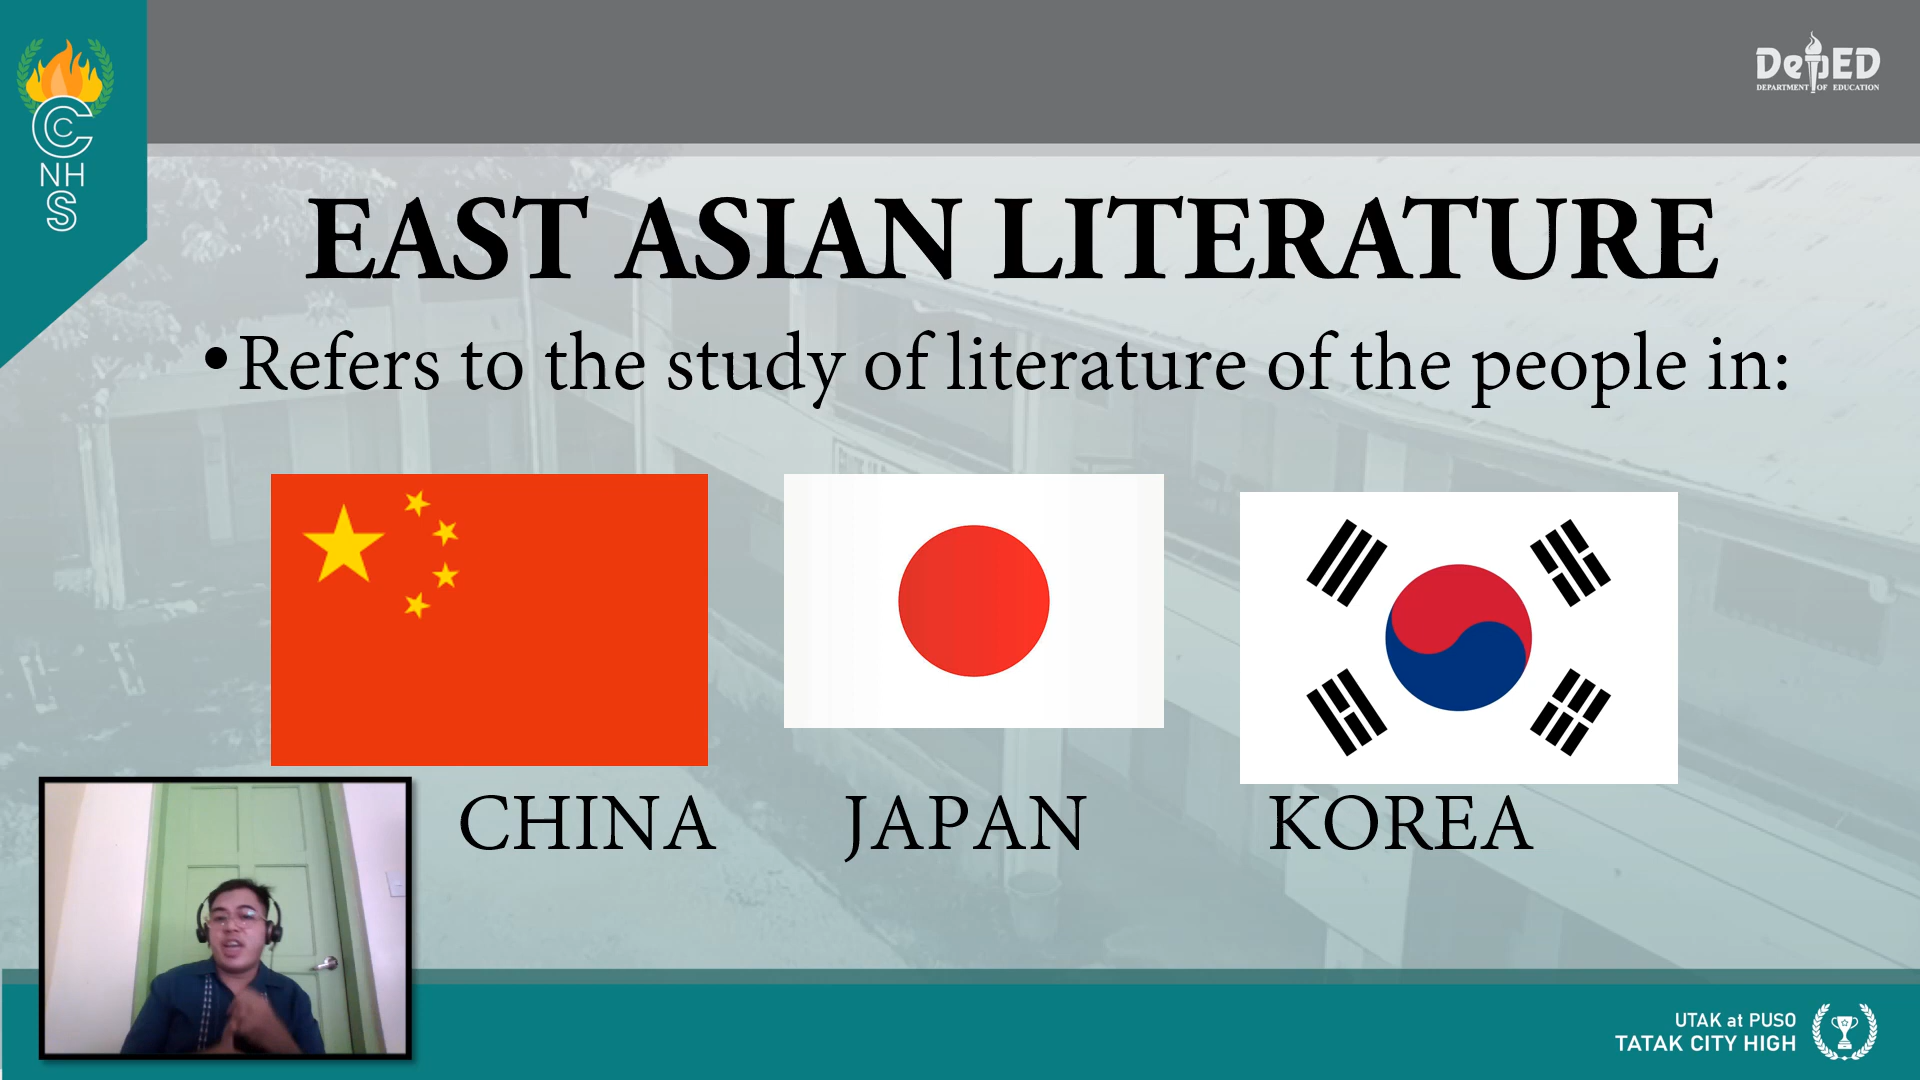 C
C
NH
S
DepED
DEPARTMENT OF EDUCATION
EAST ASIAN LITERATURE
•Refers to the study of literature of the people in:
CHINA JAPAN KOREA
UTAK at PUSO
TATAK CITY HIGH